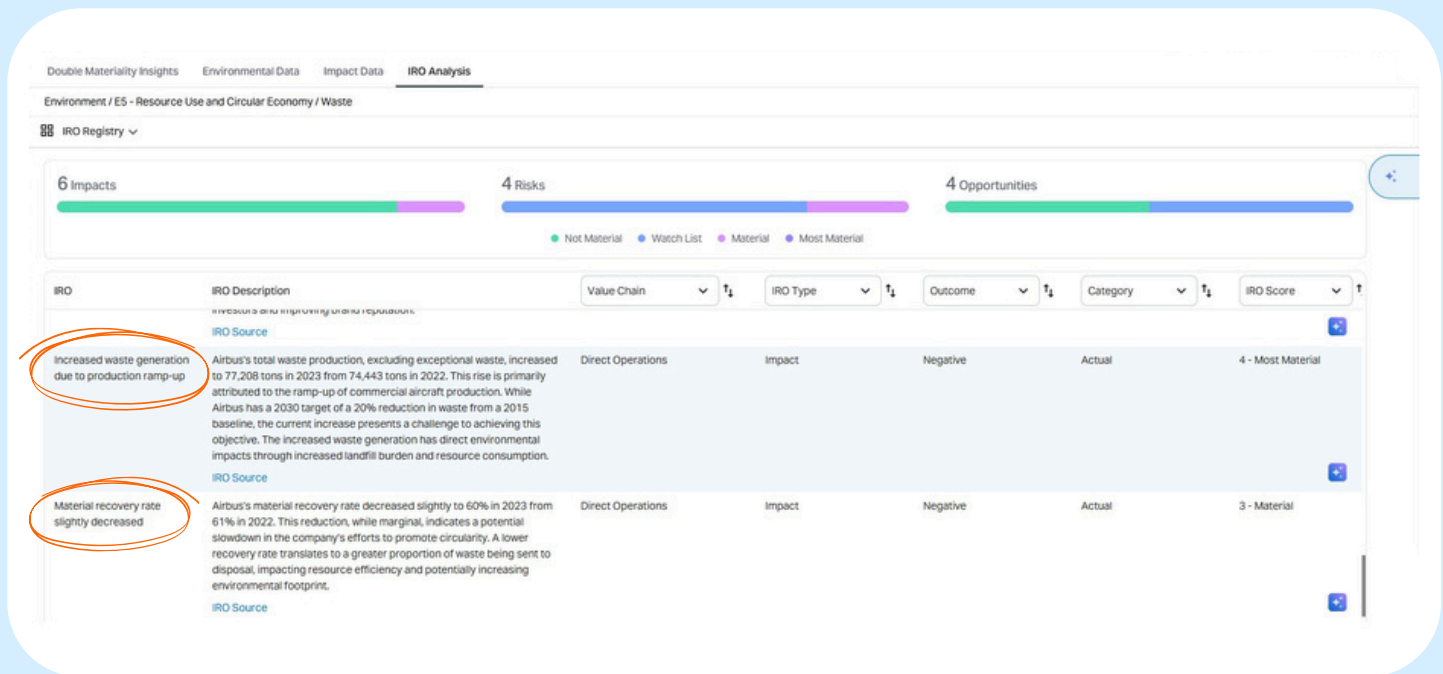 Double Materiality Insights Environmental Data Impact Data IRO Analysis
Environment / E5 - Resource Use and Circular Economy / Waste
IRO Registry
6 Impacts 4 Risks 4 Opportunities
Not Material Watch List Material Most Material
IRO IRO Description Value Chain IRO Type Outcome Category IRO Score
investors and improving brand reputation.
IRO Source
Increased waste generation
due to production ramp-up
Airbus's total waste production, excluding exceptional waste, increased
to 77,208 tons in 2023 from 74,443 tons in 2022. This rise is primarily
attributed to the ramp-up of commercial aircraft production. While
Airbus has a 2030 target of a 20% reduction in waste from a 2015
baseline, the current increase presents a challenge to achieving this
objective. The increased waste generation has direct environmental
impacts through increased landfill burden and resource consumption.
IRO Source
Direct Operations Impact Negative Actual 4 - Most Material
Material recovery rate
slightly decreased
Airbus's material recovery rate decreased slightly to 60% in 2023 from
61% in 2022. This reduction, while marginal, indicates a potential
slowdown in the company's efforts to promote circularity. A lower
recovery rate translates to a greater proportion of waste being sent to
disposal, impacting resource efficiency and potentially increasing
environmental footprint.
IRO Source
Direct Operations Impact Negative Actual 3 - Material